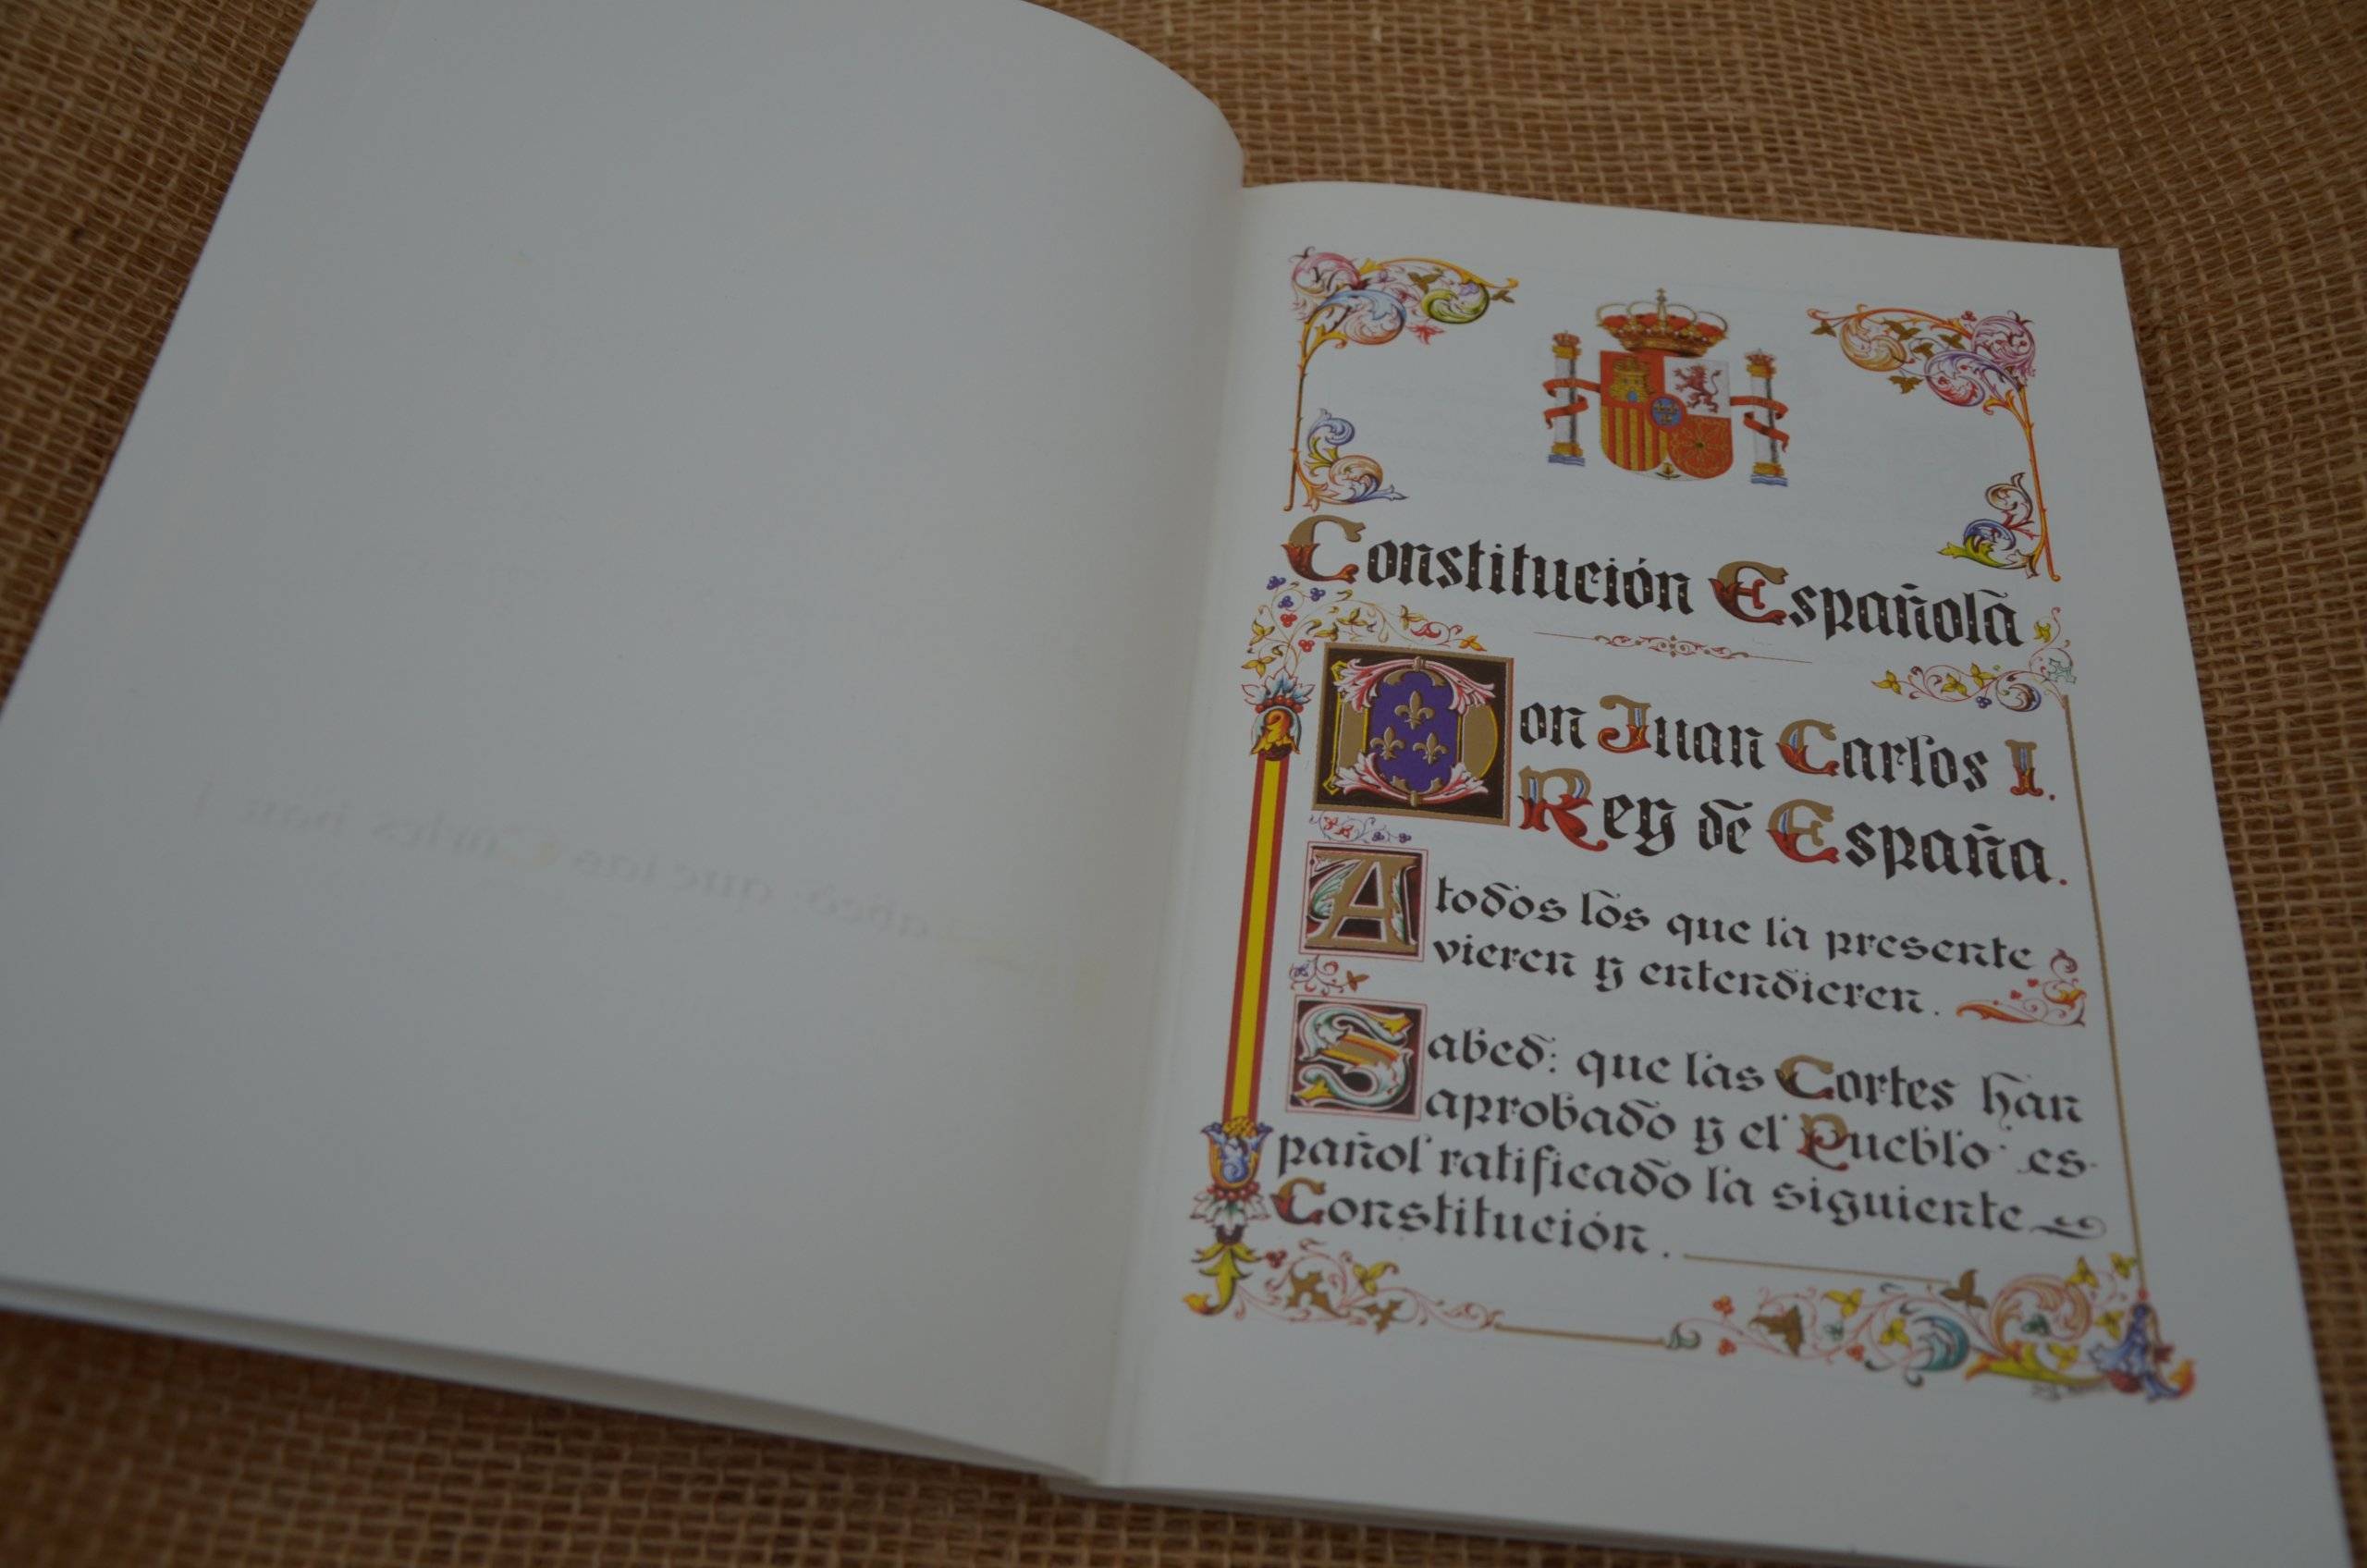 Constitución Española
Don Juan Carlos I.
Rey de España.
A todos los que la presente
vieren y entendieren.
Sabed: que las Cortes han
aprobado y el Pueblo es-
pañol ratificado la siguiente
Constitución.